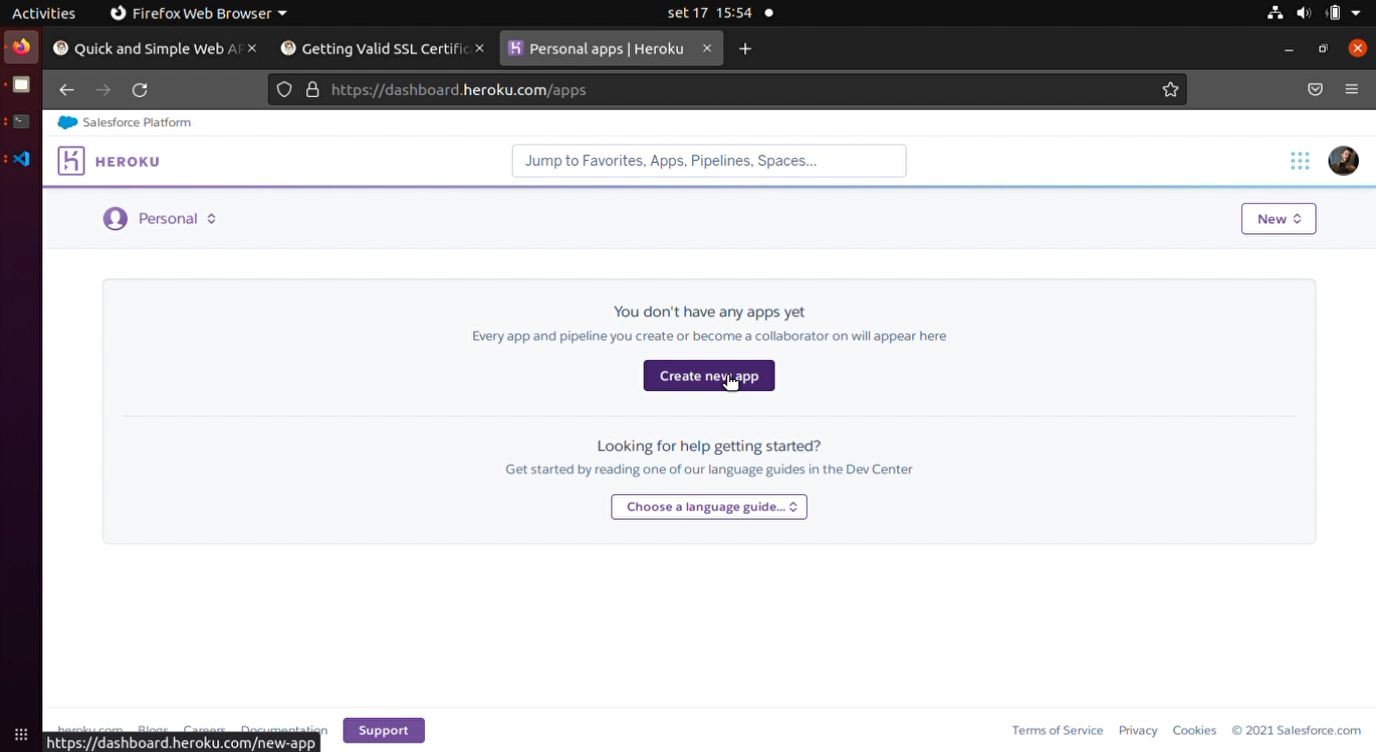 Activities Firefox Web Browser set 17 15:54
Quick and Simple Web AP Getting Valid SSL Certific Personal apps | Heroku
https://dashboard.heroku.com/apps
Salesforce Platform
HEROKU Jump to Favorites, Apps, Pipelines, Spaces...
Personal New
You don't have any apps yet
Every app and pipeline you create or become a collaborator on will appear here
Create new app
Looking for help getting started?
Get started by reading one of our language guides in the Dev Center
Choose a language guide...
heroku.com Blogs Careers Documentation Support Terms of Service Privacy Cookies © 2021 Salesforce.com
https://dashboard.heroku.com/new-app